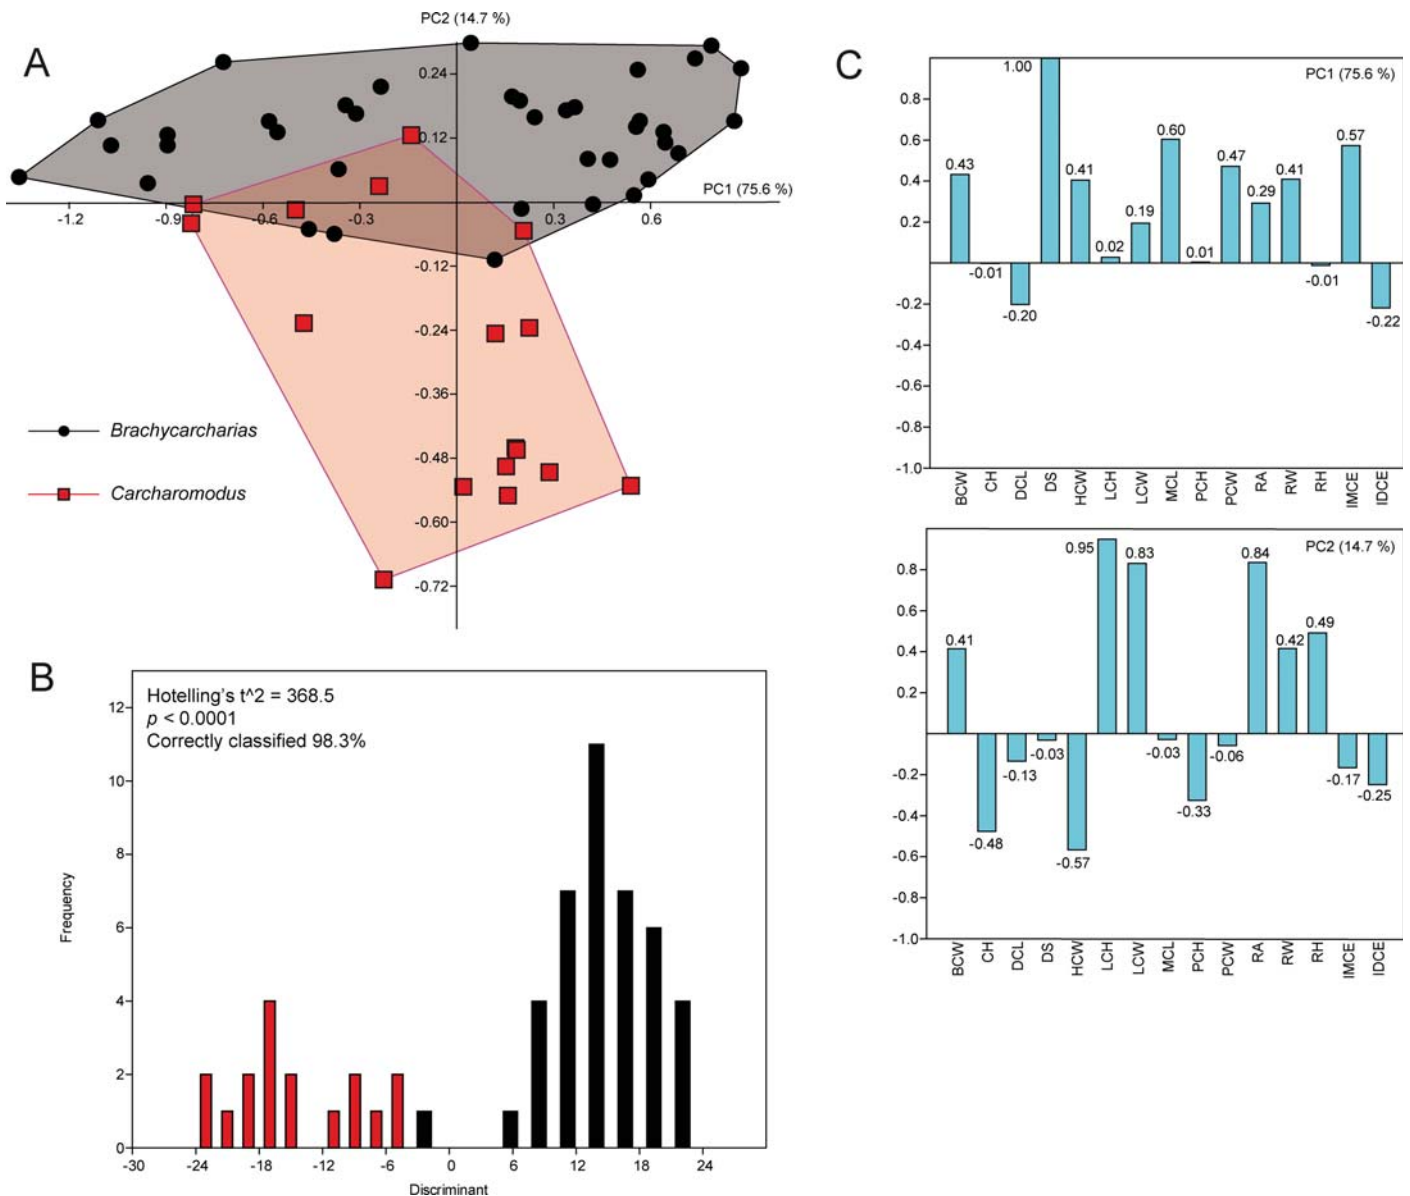 A
PC2 (14.7 %)
0.24
0.12
PC1 (75.6 %)
-1.2
-0.9
-0.6
-0.3
0.3
0.6
-0.12
-0.24
-0.36
-0.48
-0.60
-0.72
Brachycarcharias
Carcharomodus
B
Hotelling's t^2 = 368.5
p < 0.0001
Correctly classified 98.3%
Frequency
12
10
8
6
4
2
0
-30
-24
-18
-12
-6
0
6
12
18
24
Discriminant
C
PC1 (75.6 %)
0.8
0.6
0.4
0.2
-0.2
-0.4
-0.6
-0.8
-1.0
0.43
-0.01
-0.20
1.00
0.41
0.02
0.19
0.60
0.01
0.47
0.29
0.41
-0.01
0.57
-0.22
BCW
CH
DCL
DS
HCW
LCH
LCW
MCL
PCH
PCW
RA
RW
RH
IMCE
IDCE
PC2 (14.7 %)
0.8
0.6
0.4
0.2
-0.2
-0.4
-0.6
-0.8
-1.0
0.41
-0.48
-0.13
-0.03
-0.57
0.95
0.83
-0.03
-0.33
-0.06
0.84
0.42
0.49
-0.17
-0.25
BCW
CH
DCL
DS
HCW
LCH
LCW
MCL
PCH
PCW
RA
RW
RH
IMCE
IDCE